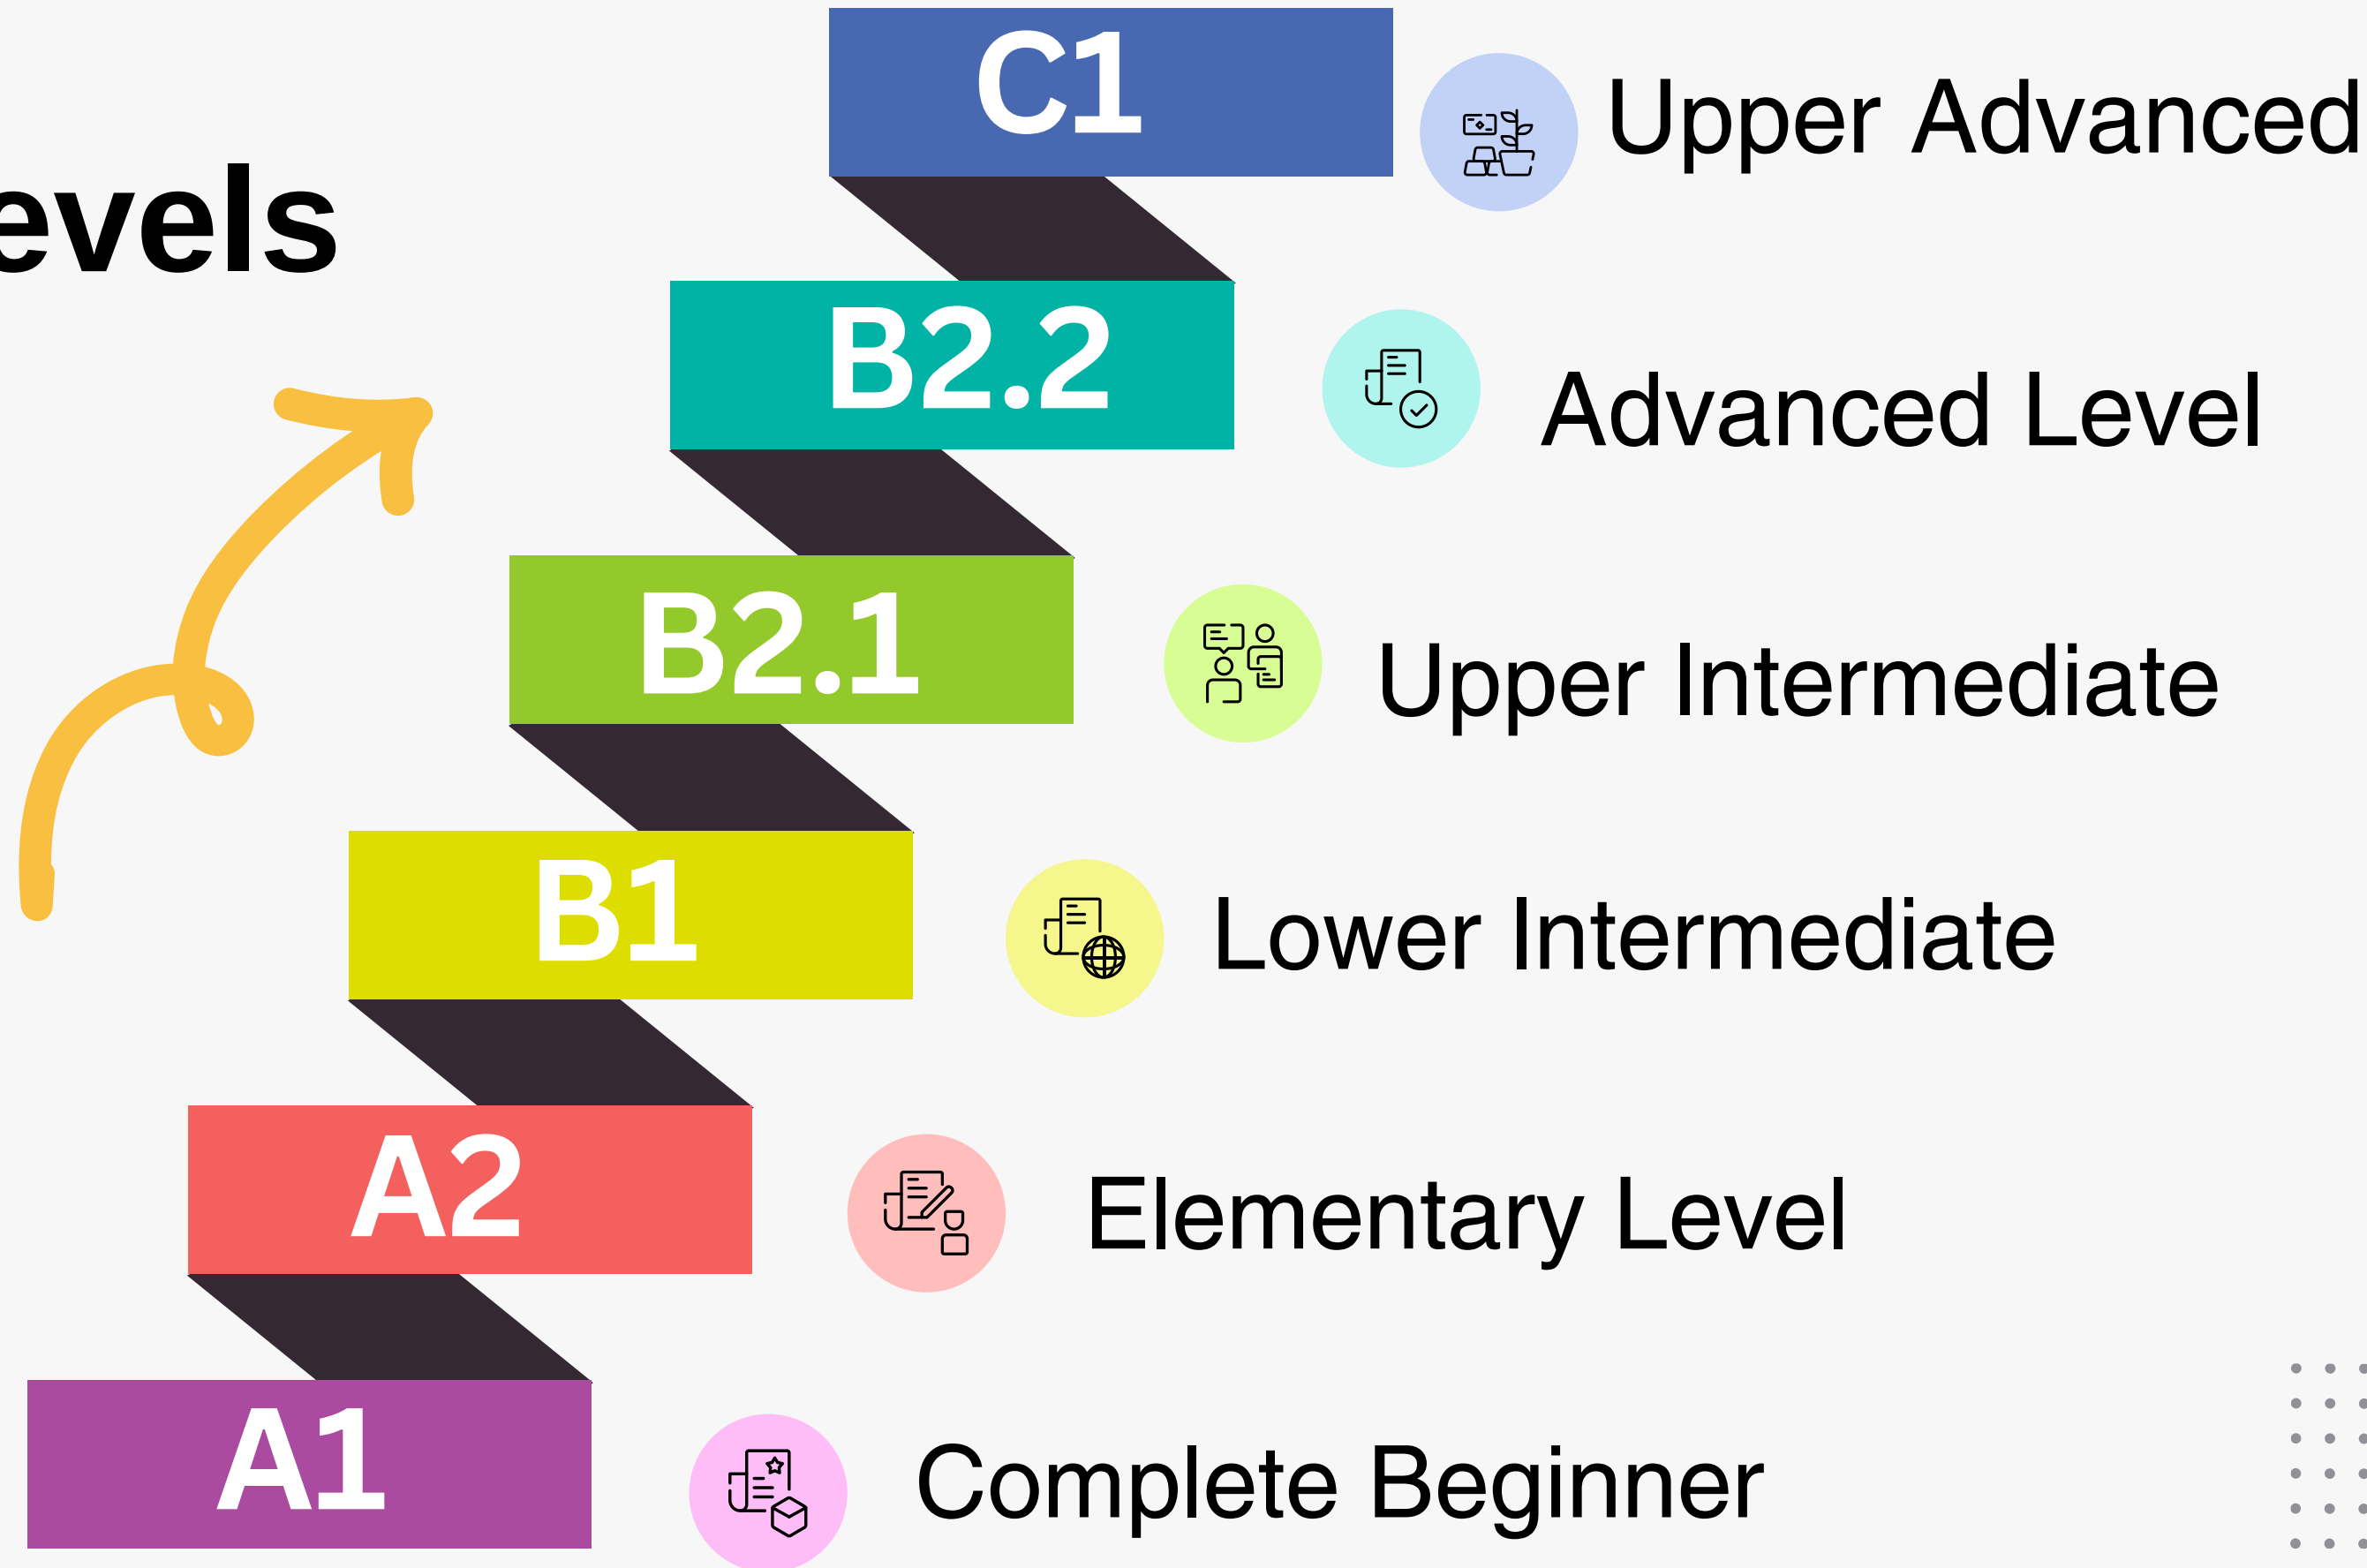 C1
Upper Advanced
evels
B2.2
Advanced Level
B2.1
Upper Intermediate
B1
Lower Intermediate
A2
Elementary Level
A1
Complete Beginner